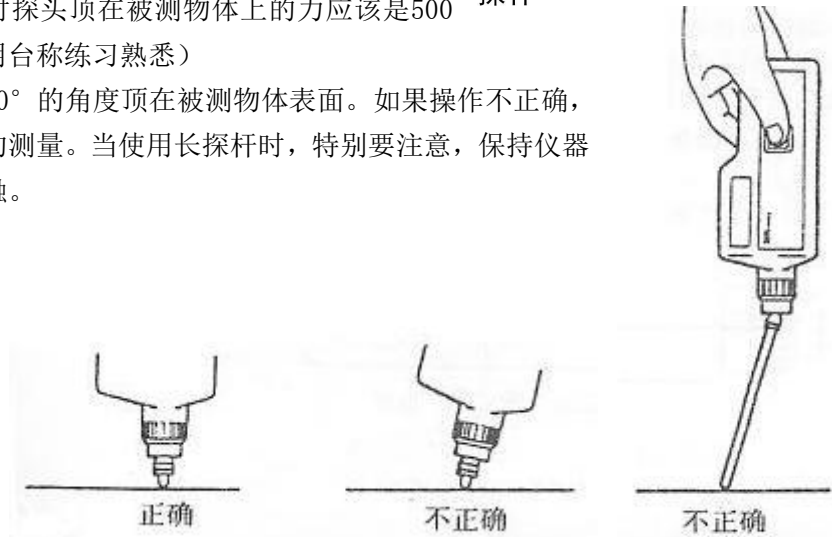 时探头顶在被测物体上的力应该是500 探杆
用台称练习熟悉）
0°的角度顶在被测物体表面。如果操作不正确，
的测量。当使用长探杆时，特别要注意，保持仪器
触。
正确 不正确 不正确